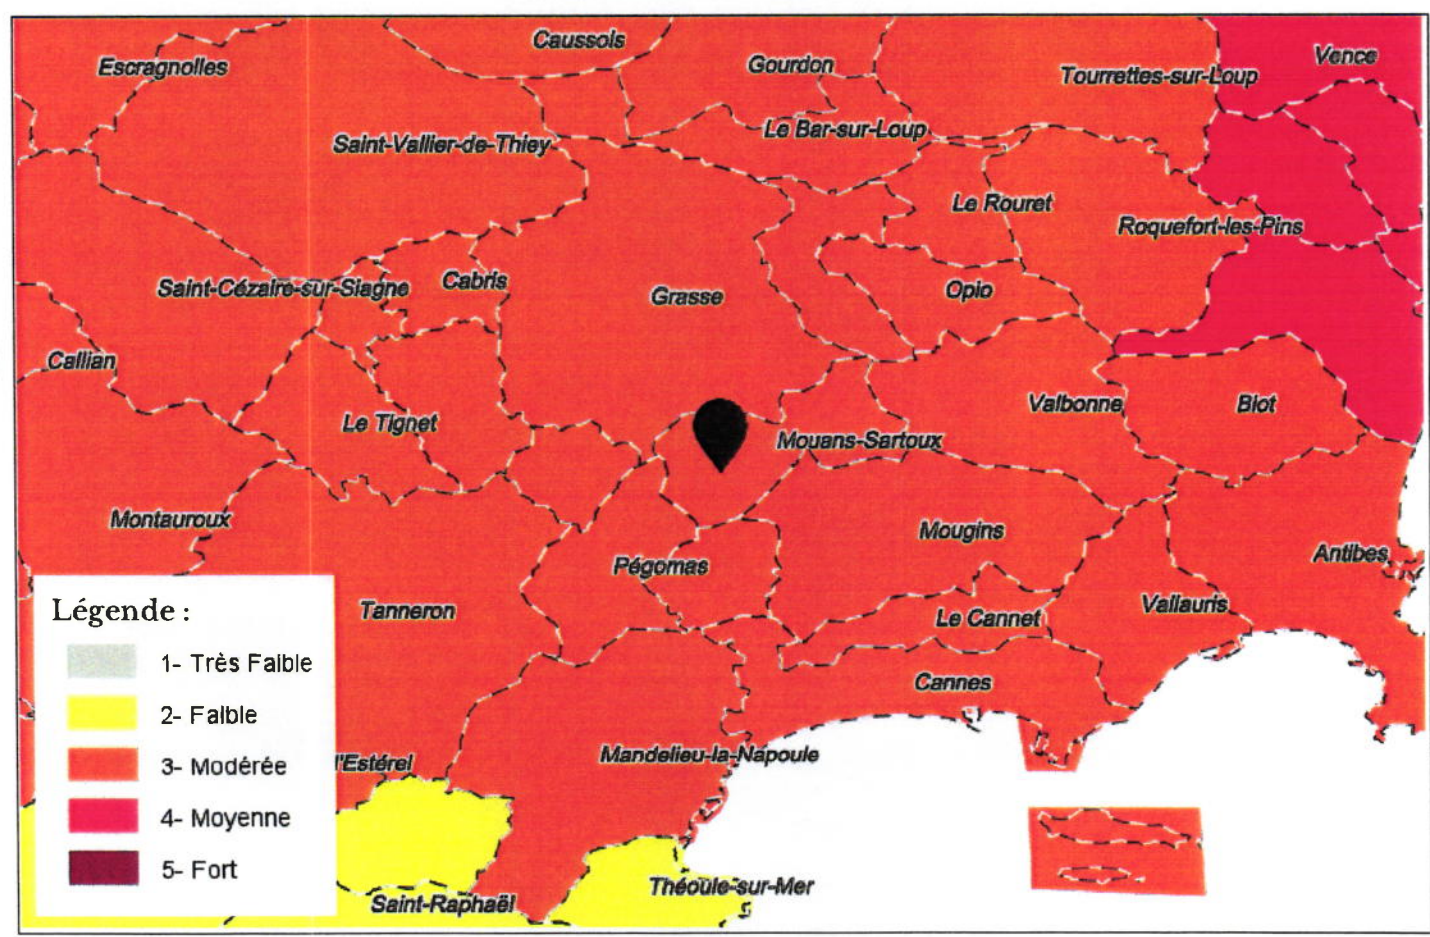 Caussois
Escragnolles
Gourdon
Tourrettes-sur-Loup
Vence
Saint-Vallier-de-Thiey
Le Bar-sur-Loup
Le Rouret
Roquefort-les-Pins
Saint-Cézaire-sur-Siagne
Cabris
Grasse
Opio
Callian
Le Tignet
Mouans-Sartoux
Valbonne
Biot
Montauroux
Mougins
Antibes
Pégomas
Tanneron
Le Cannet
Vallauris
Cannes
Mandelieu-la-Napoule
l'Estérel
Saint-Raphaël
Théoule-sur-Mer
Légende :
1- Très Faible
2- Faible
3- Modérée
4- Moyenne
5- Fort